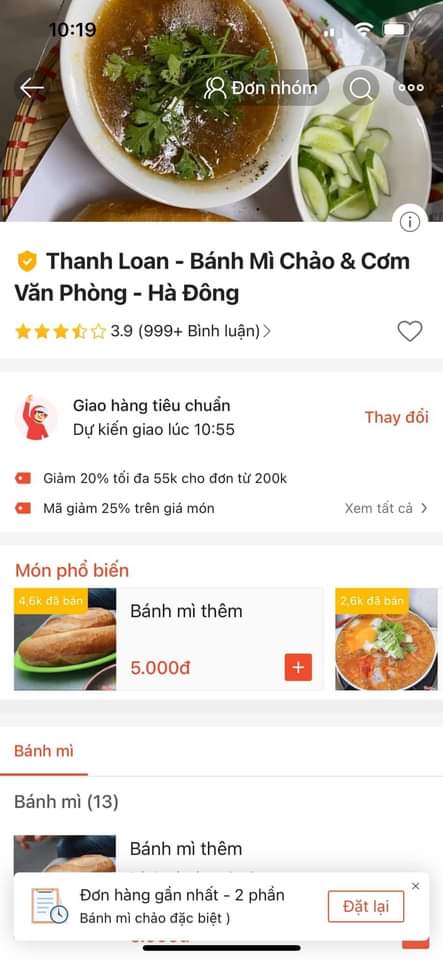 10:19
Đơn nhóm
Thanh Loan - Bánh Mì Chảo & Cơm
Văn Phòng - Hà Đông
3.9 (999+ Bình luận)
Giao hàng tiêu chuẩn
Dự kiến giao lúc 10:55
Thay đổi
Giảm 20% tối đa 55k cho đơn từ 200k
Mã giảm 25% trên giá món
Xem tất cả
Món phổ biến
4,6k đã bán
Bánh mì thêm
5.000đ
2,6k đã bán
Bánh mì
Bánh mì (13)
Bánh mì thêm
Đơn hàng gần nhất - 2 phần
Bánh mì chảo đặc biệt )
Đặt lại